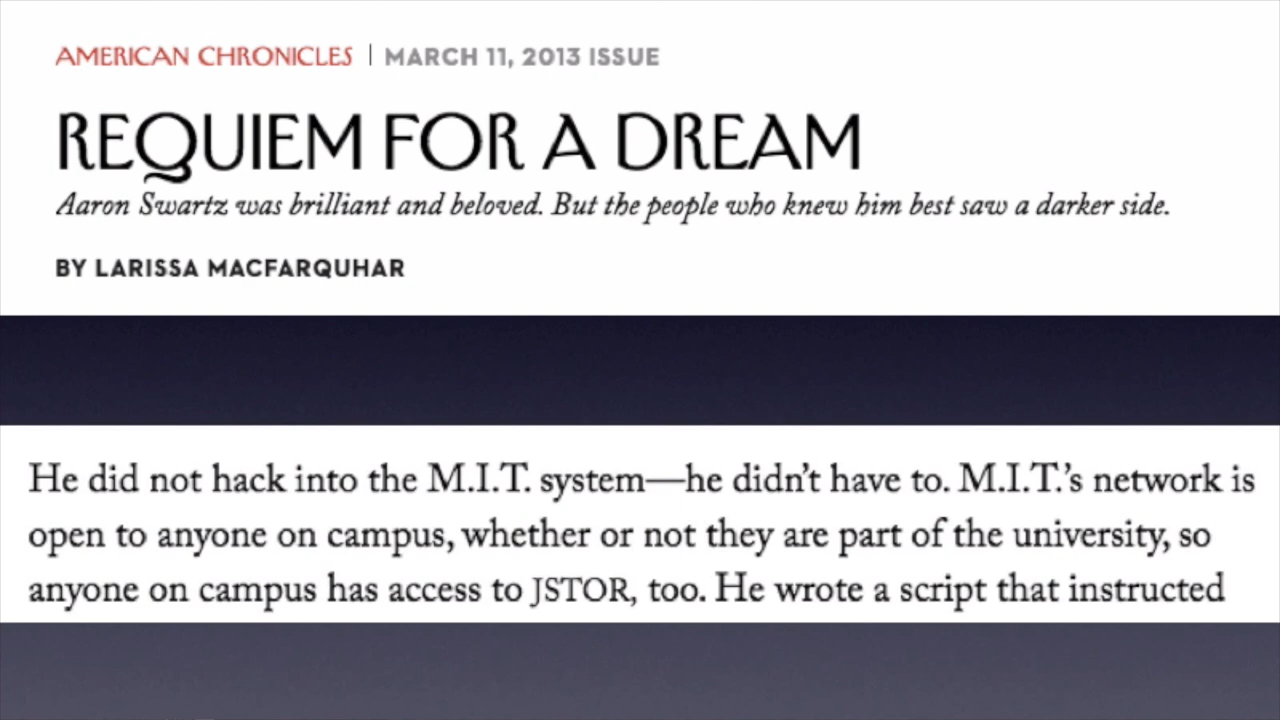 AMERICAN CHRONICLES | MARCH 11, 2013 ISSUE
REQUIEM FOR A DREAM
Aaron Swartz was brilliant and beloved. But the people who knew him best saw a darker side.
BY LARISSA MACFARQUHAR
He did not hack into the M.I.T. system—he didn’t have to. M.I.T.’s network is
open to anyone on campus, whether or not they are part of the university, so
anyone on campus has access to JSTOR, too. He wrote a script that instructed